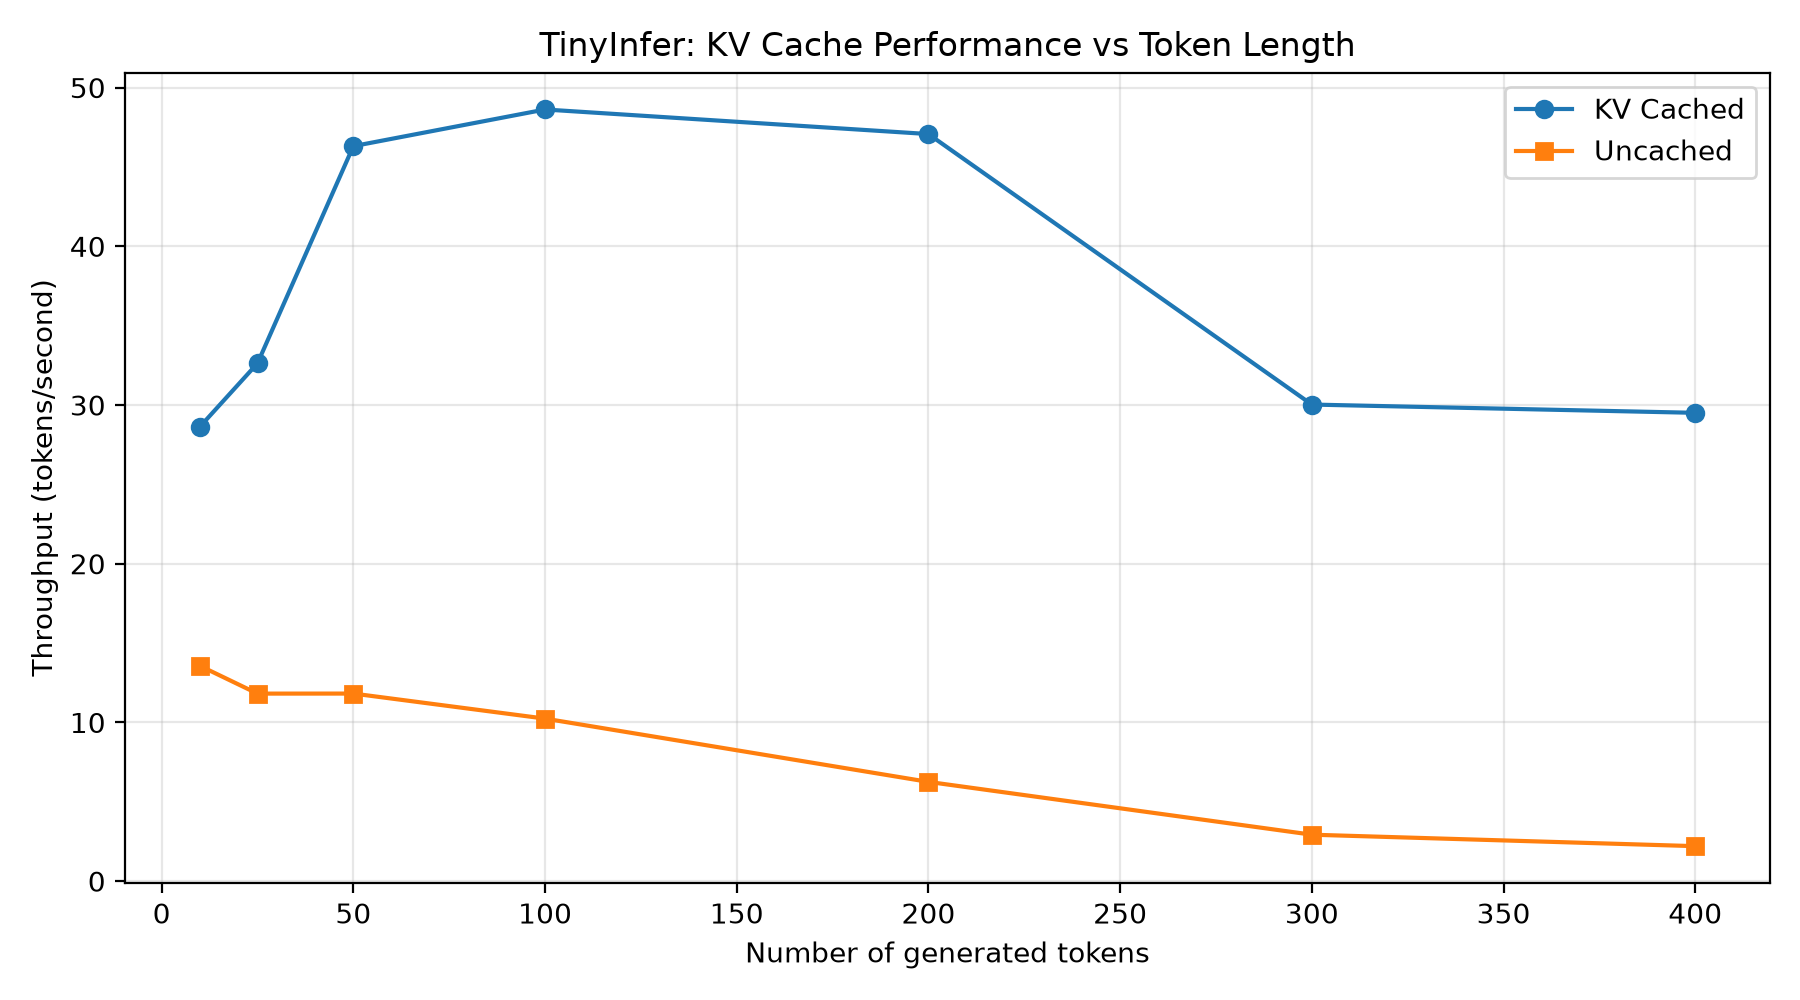 TinyInfer: KV Cache Performance vs Token Length
KV Cached
Uncached
Throughput (tokens/second)
50
40
30
20
10
0
0 50 100 150 200 250 300 350 400
Number of generated tokens